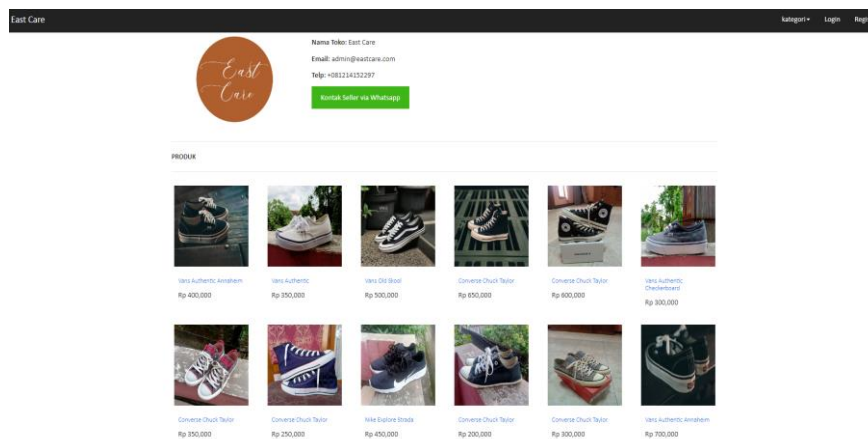 East Care
kategori
Login
Regi
East
Care
Nama Toko: East Care
Email: admin@eastcare.com
Telp: +081214152297
Kontak Seller via Whatsapp
PRODUK
Vans Authentic Annaheim
Vans Authentic
Vans Old Skool
Converse Chuck Taylor
Converse Chuck Taylor
Vans Authentic
Checkerboard
Rp 400,000
Rp 350,000
Rp 500,000
Rp 650,000
Rp 600,000
Rp 300,000
Converse Chuck Taylor
Converse Chuck Taylor
Nike Explore Strada
Converse Chuck Taylor
Converse Chuck Taylor
Vans Authentic Annaheim
Rp 350,000
Rp 250,000
Rp 450,000
Rp 200,000
Rp 300,000
Rp 700,000